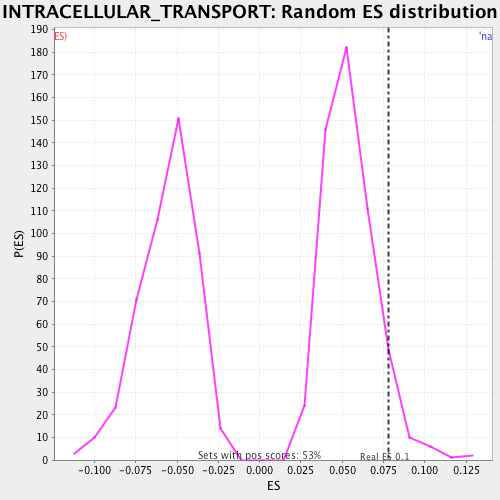 INTRACELLULAR_TRANSPORT: Random ES distribution
ES)
'na
190
180
170
160
150
140
130
120
110
100
90
80
70
60
50
40
30
20
10
0
P(ES)
Sets with pos scores: 53%
Real ES 0.1
-0.100 -0.075 -0.050 -0.025 0.000 0.025 0.050 0.075 0.100 0.125
ES